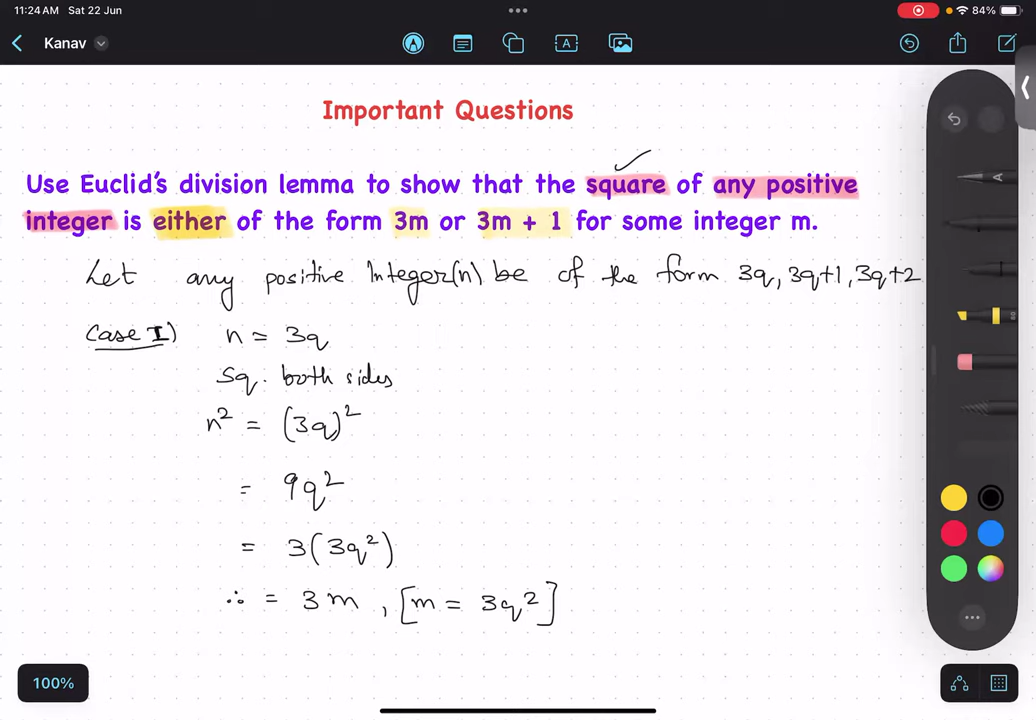 11:24 AM Sat 22 Jun
84%
Kanav
A
Important Questions
Use Euclid's division lemma to show that the square of any positive
integer is either of the form 3m or 3m + 1 for some integer m.
Let any positive Integer(n) be of the form 3q, 3q+1, 3q+2
Case I) n = 3q
Sq. both sides
n² = (3q)²
= 9q²
= 3(3q²)
∴ = 3m, [m = 3q²]
100%